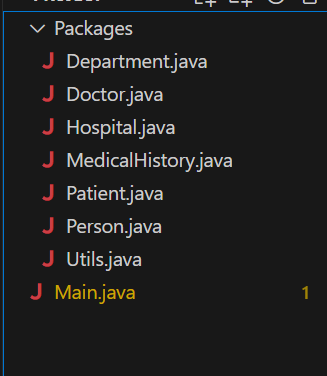 Packages
Department.java
Doctor.java
Hospital.java
MedicalHistory.java
Patient.java
Person.java
Utils.java
Main.java 1